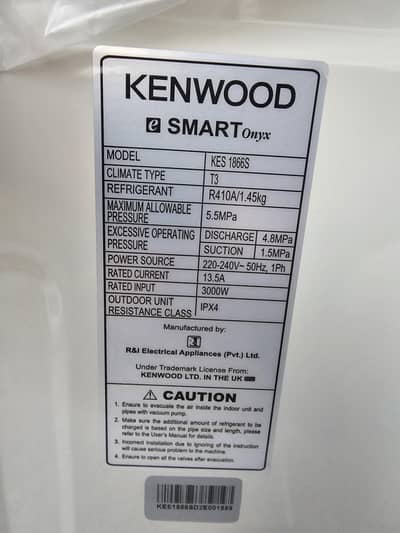 KENWOOD
e SMART Onyx
MODEL KES 1866S
CLIMATE TYPE T3
REFRIGERANT R410A/1.45kg
MAXIMUM ALLOWABLE PRESSURE 5.5MPa
EXCESSIVE OPERATING PRESSURE DISCHARGE 4.8MPa
SUCTION 1.5MPa
POWER SOURCE 220-240V~ 50Hz, 1Ph
RATED CURRENT 13.5A
RATED INPUT 3000W
OUTDOOR UNIT RESISTANCE CLASS IPX4
Manufactured by:
R&I Electrical Appliances (Pvt.) Ltd.
Under Trademark License From:
KENWOOD LTD. IN THE UK
CAUTION
1. Ensure to evacuate the air inside the indoor unit and
pipes with vacuum pump.
2. Make sure the additional amount of refrigerant to be
charged is based on the pipe size and length, please
refer to the User's Manual for details.
3. Incorrect installation due to ignoring of the instruction
will cause serious problem to the machine.
4. Ensure to open all the valves after evacuation.